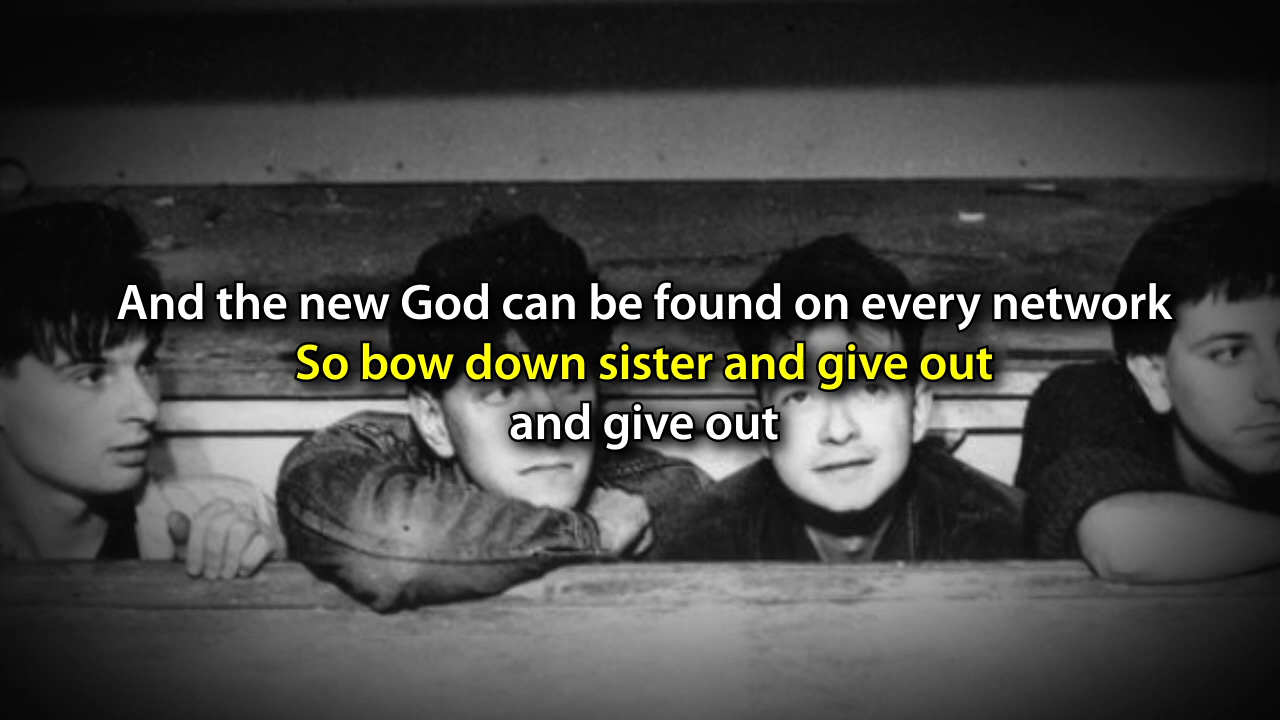 And the new God can be found on every network
So bow down sister and give out
and give out